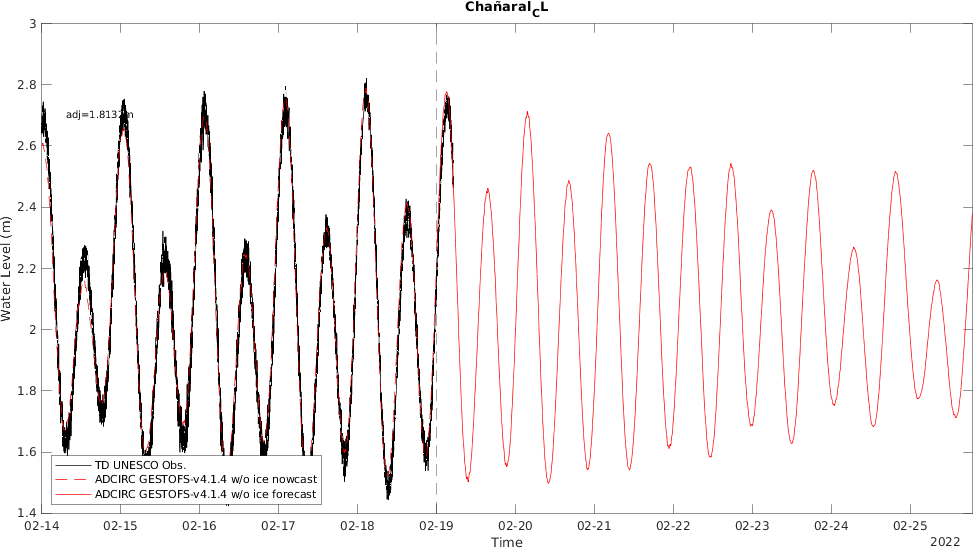 Chañaral_CL
3
2.8
adj=1.8132m
2.6
2.4
2.2
2
1.8
1.6
1.4
Water Level (m)
TD UNESCO Obs.
ADCIRC GESTOFS-v4.1.4 w/o ice nowcast
ADCIRC GESTOFS-v4.1.4 w/o ice forecast
02-14 02-15 02-16 02-17 02-18 02-19 02-20 02-21 02-22 02-23 02-24 02-25
Time
2022